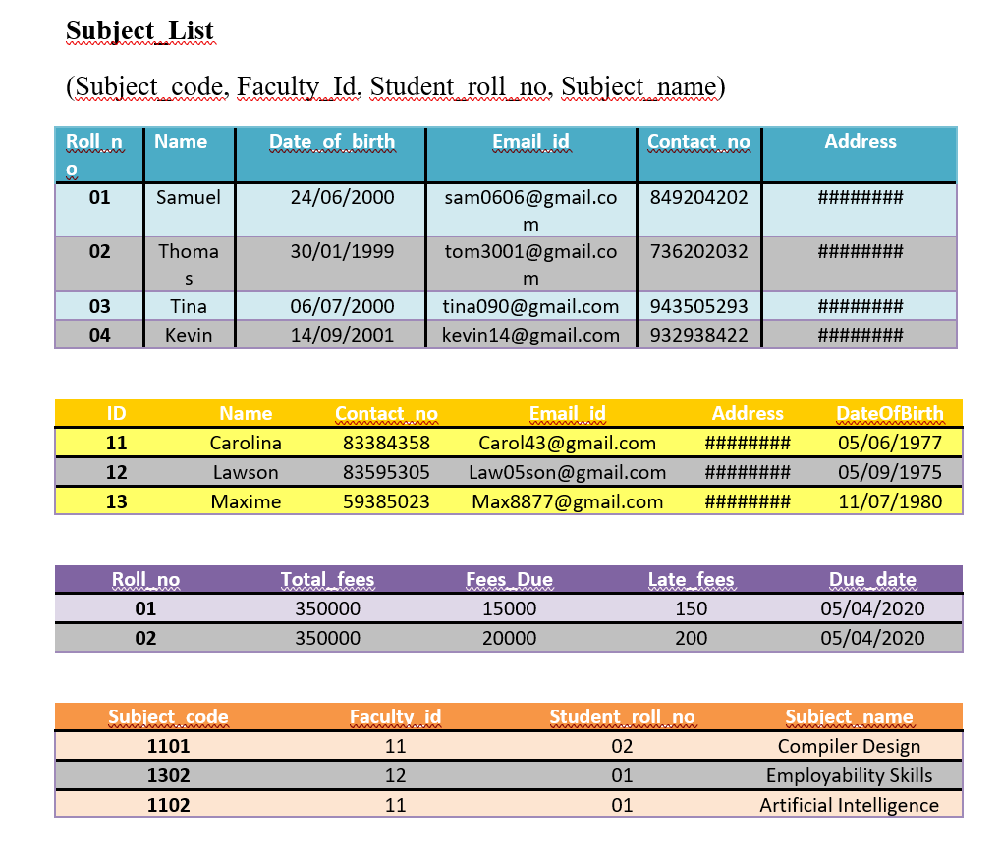 Subject_List
(Subject_code, Faculty_Id, Student_roll_no, Subject_name)
Roll_n Name Date_of_birth Email_id Contact_no Address
o
01 Samuel 24/06/2000 sam0606@gmail.co 849204202 ########
m
02 Thoma 30/01/1999 tom3001@gmail.co 736202032 ########
s m
03 Tina 06/07/2000 tina090@gmail.com 943505293 ########
04 Kevin 14/09/2001 kevin14@gmail.com 932938422 ########
ID Name Contact_no Email_id Address DateOfBirth
11 Carolina 83384358 Carol43@gmail.com ######## 05/06/1977
12 Lawson 83595305 Law05son@gmail.com ######## 05/09/1975
13 Maxime 59385023 Max8877@gmail.com ######## 11/07/1980
Roll_no Total_fees Fees_Due Late_fees Due_date
01 350000 15000 150 05/04/2020
02 350000 20000 200 05/04/2020
Subject_code Faculty_id Student_roll_no Subject_name
1101 11 02 Compiler Design
1302 12 01 Employability Skills
1102 11 01 Artificial Intelligence